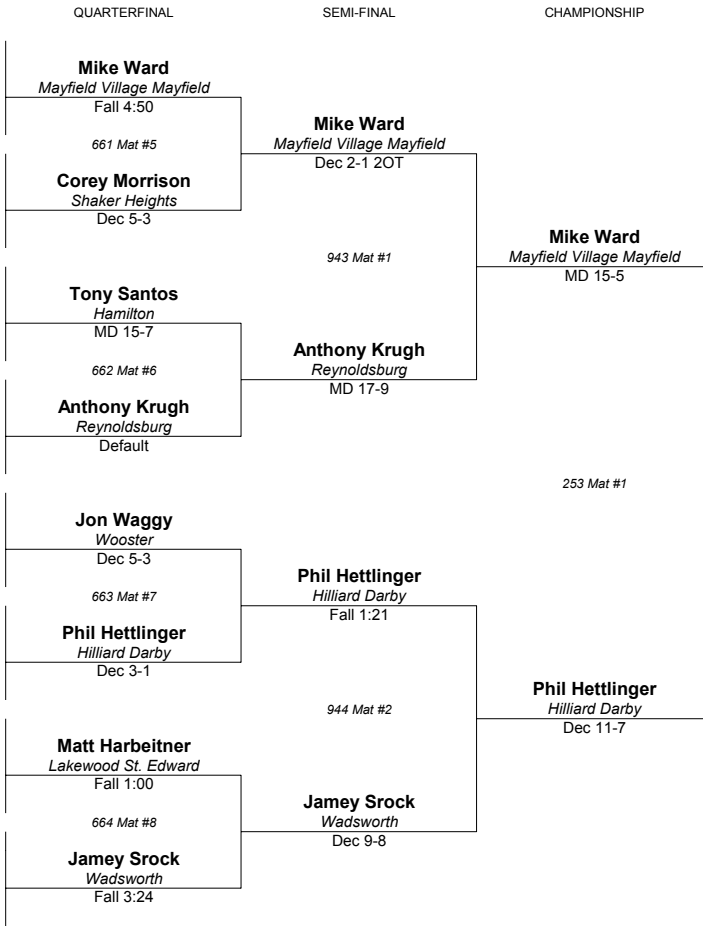 QUARTERFINAL
SEMI-FINAL
CHAMPIONSHIP
Mike Ward
Mayfield Village Mayfield
Fall 4:50
661 Mat #5
Corey Morrison
Shaker Heights
Dec 5-3
Tony Santos
Hamilton
MD 15-7
662 Mat #6
Anthony Krugh
Reynoldsburg
Default
Jon Waggy
Wooster
Dec 5-3
663 Mat #7
Phil Hettlinger
Hilliard Darby
Dec 3-1
Matt Harbeitner
Lakewood St. Edward
Fall 1:00
664 Mat #8
Jamey Srock
Wadsworth
Fall 3:24
Mike Ward
Mayfield Village Mayfield
Dec 2-1 2OT
943 Mat #1
Anthony Krugh
Reynoldsburg
MD 17-9
Phil Hettlinger
Hilliard Darby
Fall 1:21
944 Mat #2
Jamey Srock
Wadsworth
Dec 9-8
Mike Ward
Mayfield Village Mayfield
MD 15-5
253 Mat #1
Phil Hettlinger
Hilliard Darby
Dec 11-7